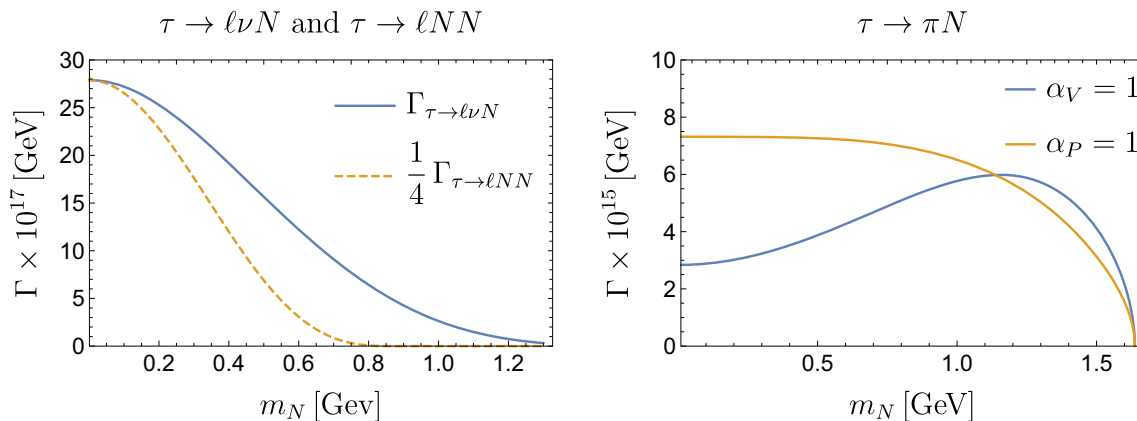 τ → ℓνN and τ → ℓNN
30
25
20
15
10
5
0
0.2
0.4
0.6
0.8
1.0
1.2
Γ × 10^17 [GeV]
m_N [Gev]
Γ_{τ→ℓνN}
1/4 Γ_{τ→ℓNN}
τ → πN
10
8
6
4
2
0
0.5
1.0
1.5
Γ × 10^15 [GeV]
m_N [GeV]
α_V = 1
α_P = 1